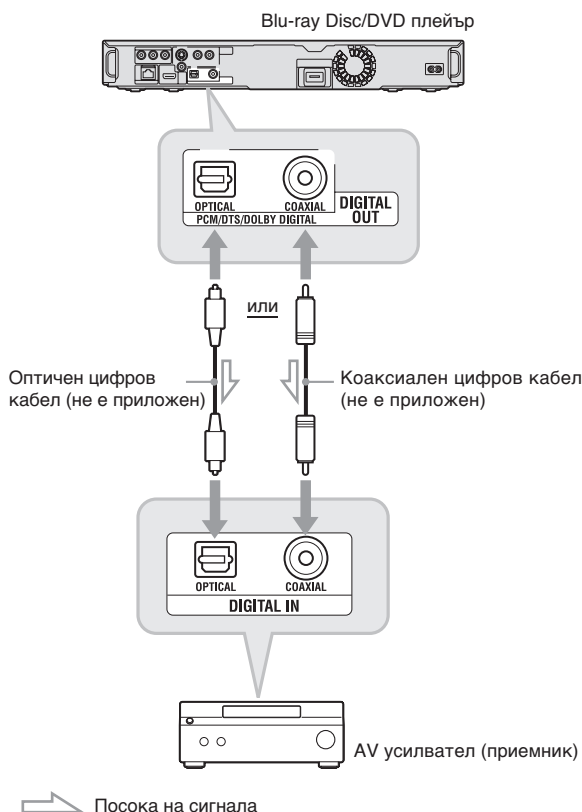 Blu-ray Disc/DVD плейър
OPTICAL
COAXIAL
PCM/DTS/DOLBY DIGITAL
DIGITAL
OUT
или
Оптичен цифров
кабел (не е приложен)
Коаксиален цифров кабел
(не е приложен)
OPTICAL
COAXIAL
DIGITAL IN
AV усилвател (приемник)
Посока на сигнала